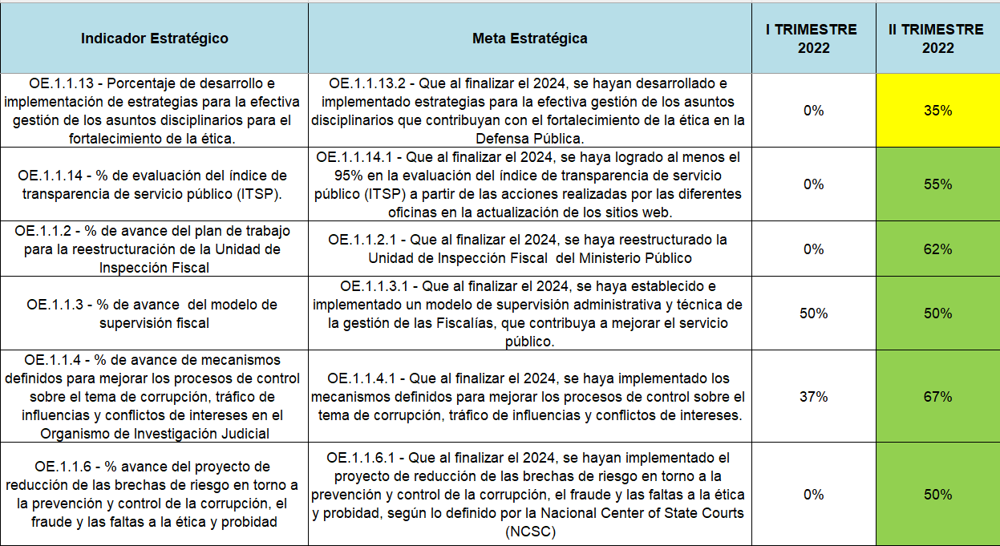 Indicador Estratégico
Meta Estratégica
I TRIMESTRE
2022
II TRIMESTRE
2022
OE.1.1.13 - Porcentaje de desarrollo e
implementación de estrategias para la efectiva
gestión de los asuntos disciplinarios para el
fortalecimiento de la ética.
OE.1.1.13.2 - Que al finalizar el 2024, se hayan desarrollado e
implementado estrategias para la efectiva gestión de los asuntos
disciplinarios que contribuyan con el fortalecimiento de la ética en la
Defensa Pública.
0%
35%
OE.1.1.14 - % de evaluación del índice de
transparencia de servicio público (ITSP).
OE.1.1.14.1 - Que al finalizar el 2024, se haya logrado al menos el
95% en la evaluación del índice de transparencia de servicio
público (ITSP) a partir de las acciones realizadas por las diferentes
oficinas en la actualización de los sitios web.
0%
55%
OE.1.1.2 - % de avance del plan de trabajo
para la reestructuración de la Unidad de
Inspección Fiscal
OE.1.1.2.1 - Que al finalizar el 2024, se haya reestructurado la
Unidad de Inspección Fiscal  del Ministerio Público
0%
62%
OE.1.1.3 - % de avance  del modelo de
supervisión fiscal
OE.1.1.3.1 - Que al finalizar el 2024, se haya establecido e
implementado un modelo de supervisión administrativa y técnica de
la gestión de las Fiscalías, que contribuya a mejorar el servicio
público.
50%
50%
OE.1.1.4 - % de avance de mecanismos
definidos para mejorar los procesos de control
sobre el tema de corrupción, tráfico de
influencias y conflictos de intereses en el
Organismo de Investigación Judicial
OE.1.1.4.1 - Que al finalizar el 2024, se haya implementado los
mecanismos definidos para mejorar los procesos de control sobre el
tema de corrupción, tráfico de influencias y conflictos de intereses.
37%
67%
OE.1.1.6 - % avance del proyecto de
reducción de las brechas de riesgo en torno a
la prevención y control de la corrupción, el
fraude y las faltas a la ética y probidad
OE.1.1.6.1 - Que al finalizar el 2024, se hayan implementado el
proyecto de reducción de las brechas de riesgo en torno a la
prevención y control de la corrupción, el fraude y las faltas a la ética
y probidad, según lo definido por la Nacional Center of State Courts
(NCSC)
0%
50%